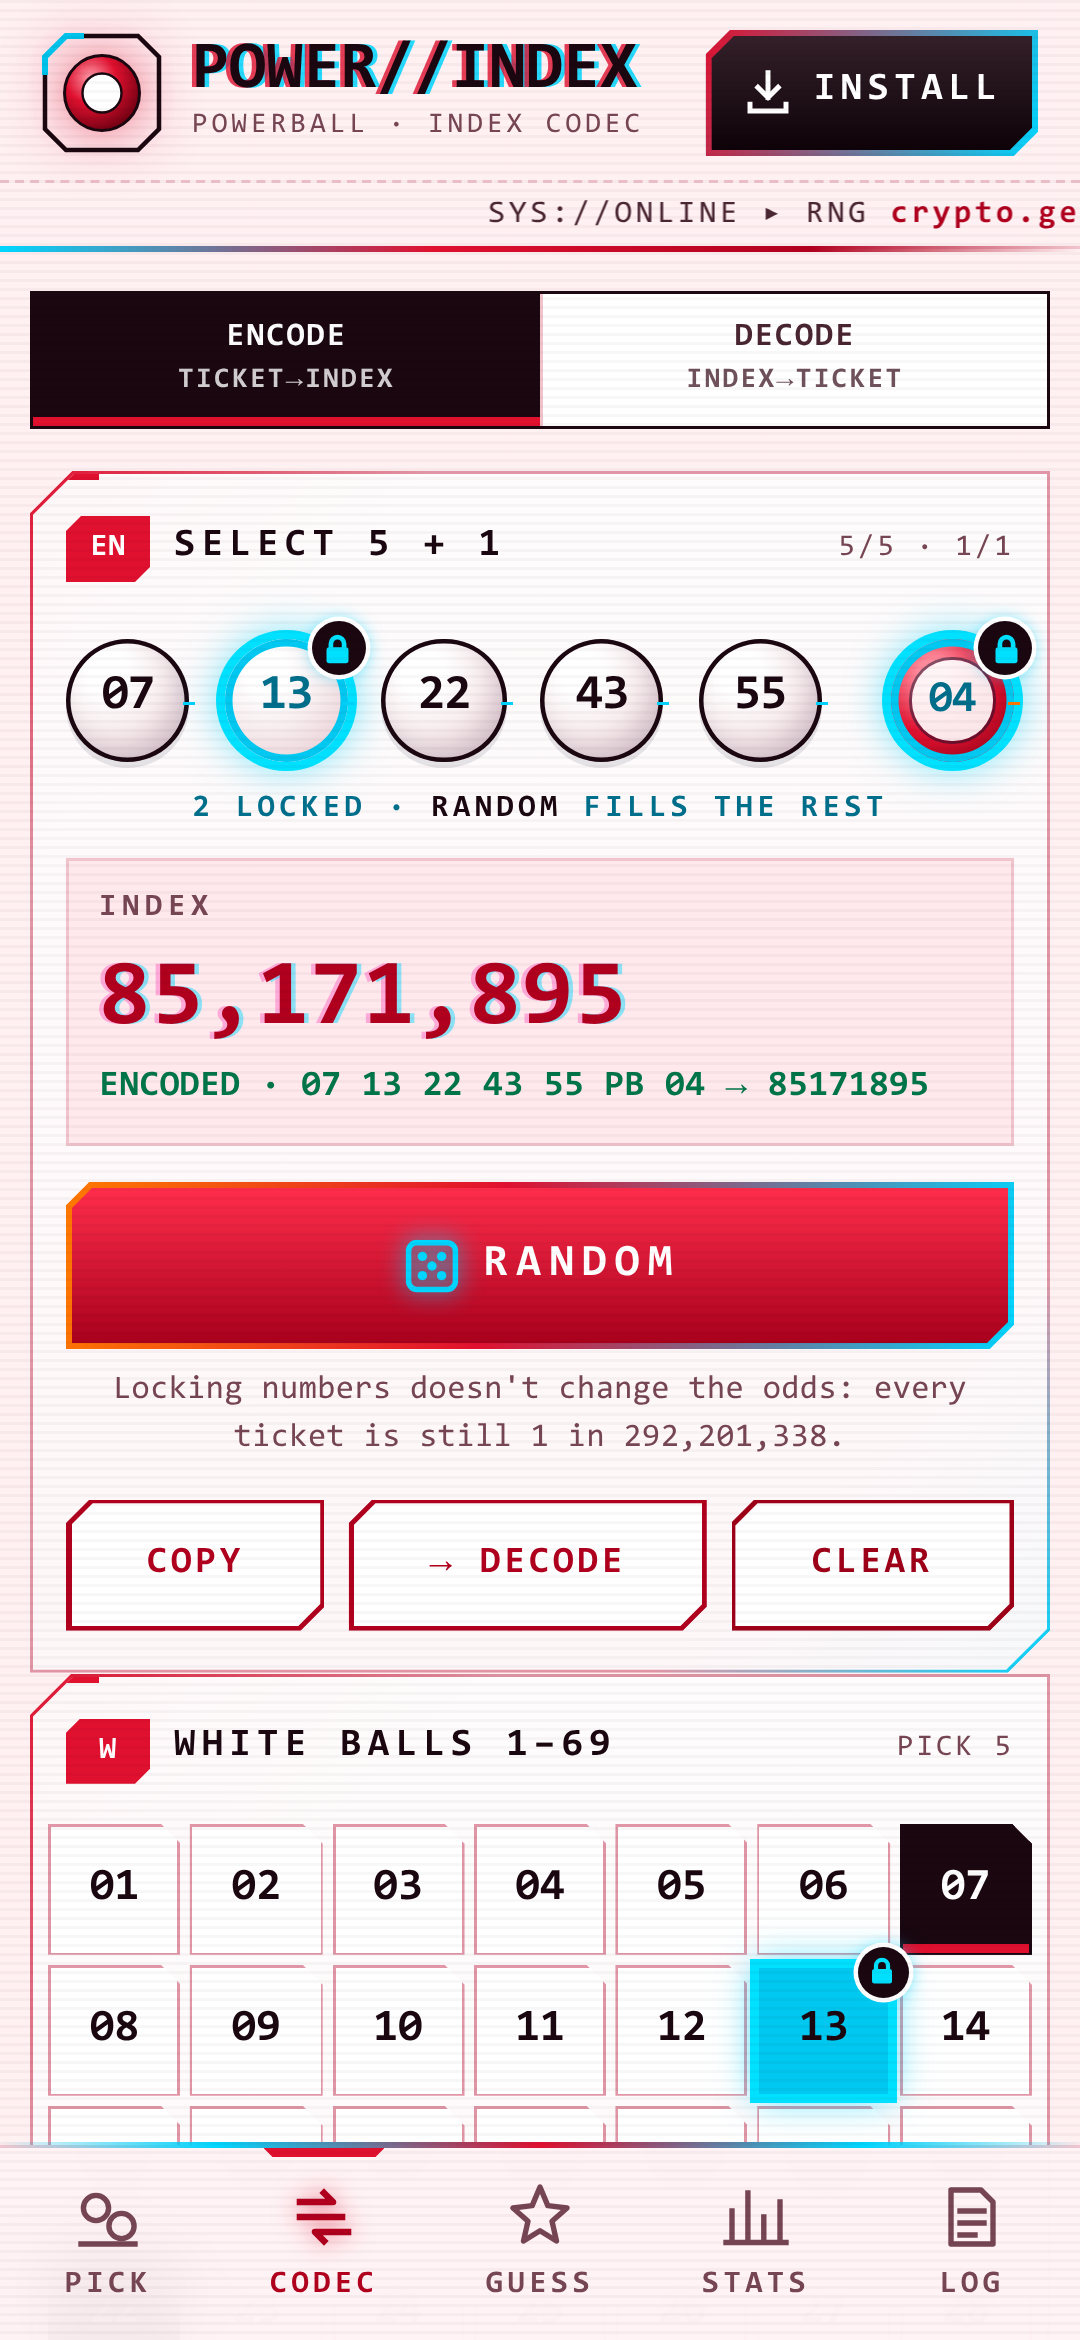 POWER//INDEX
POWERBALL · INDEX CODEC
INSTALL
SYS://ONLINE ▸ RNG crypto.ge
ENCODE
TICKET→INDEX
DECODE
INDEX→TICKET
EN SELECT 5 + 1 5/5 · 1/1
07 13 22 43 55 04
2 LOCKED · RANDOM FILLS THE REST
INDEX
85,171,895
ENCODED · 07 13 22 43 55 PB 04 → 85171895
RANDOM
Locking numbers doesn't change the odds: every
ticket is still 1 in 292,201,338.
COPY → DECODE CLEAR
W WHITE BALLS 1–69 PICK 5
01 02 03 04 05 06 07
08 09 10 11 12 13 14
PICK CODEC GUESS STATS LOG